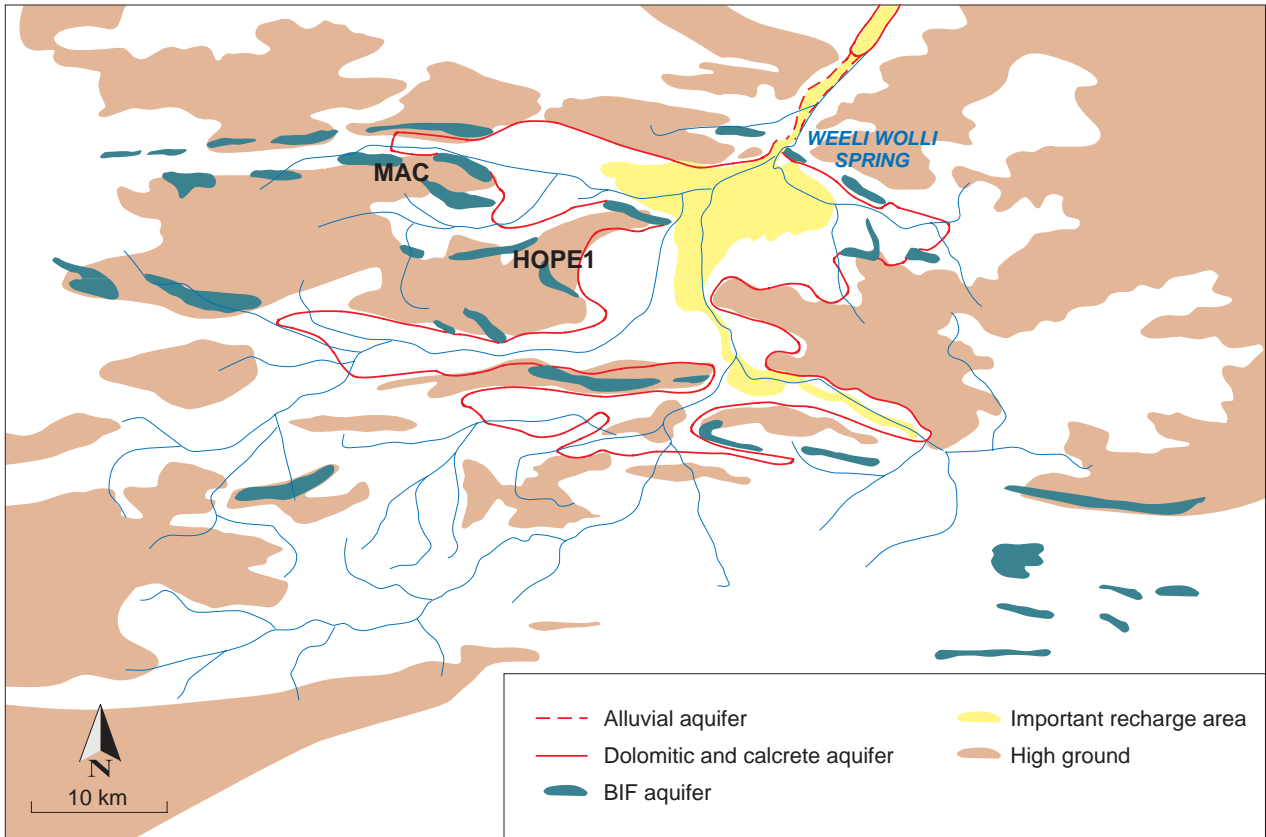 WEELI WOLLI
SPRING
MAC
HOPE1
N
10 km
Alluvial aquifer
Dolomitic and calcrete aquifer
BIF aquifer
Important recharge area
High ground